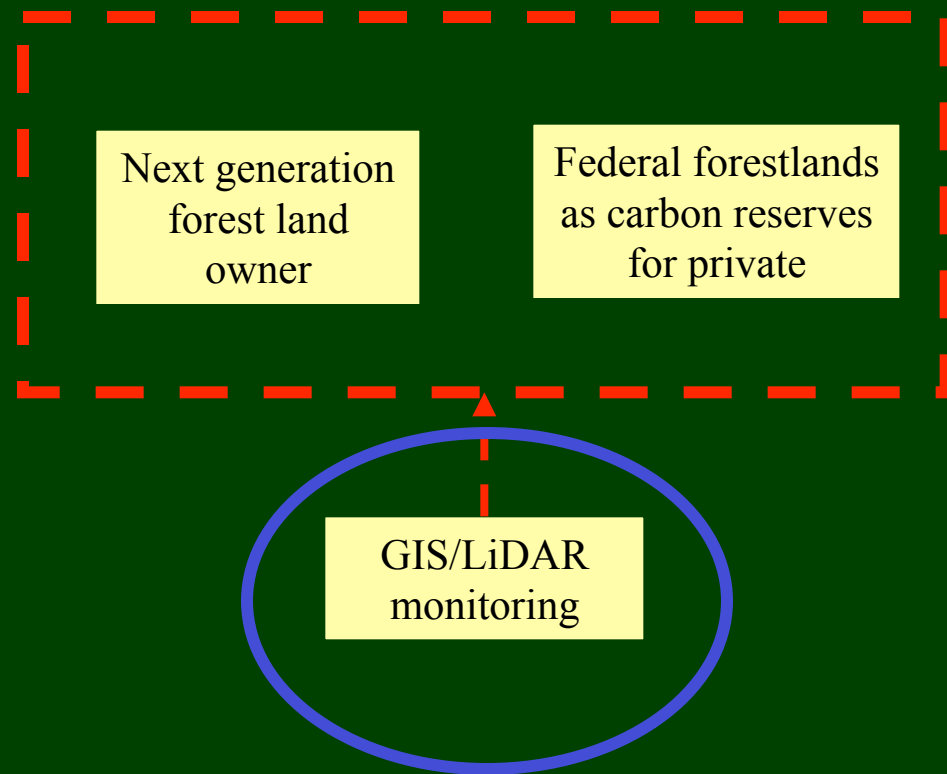 Next generation
forest land
owner
Federal forestlands
as carbon reserves
for private
GIS/LiDAR
monitoring